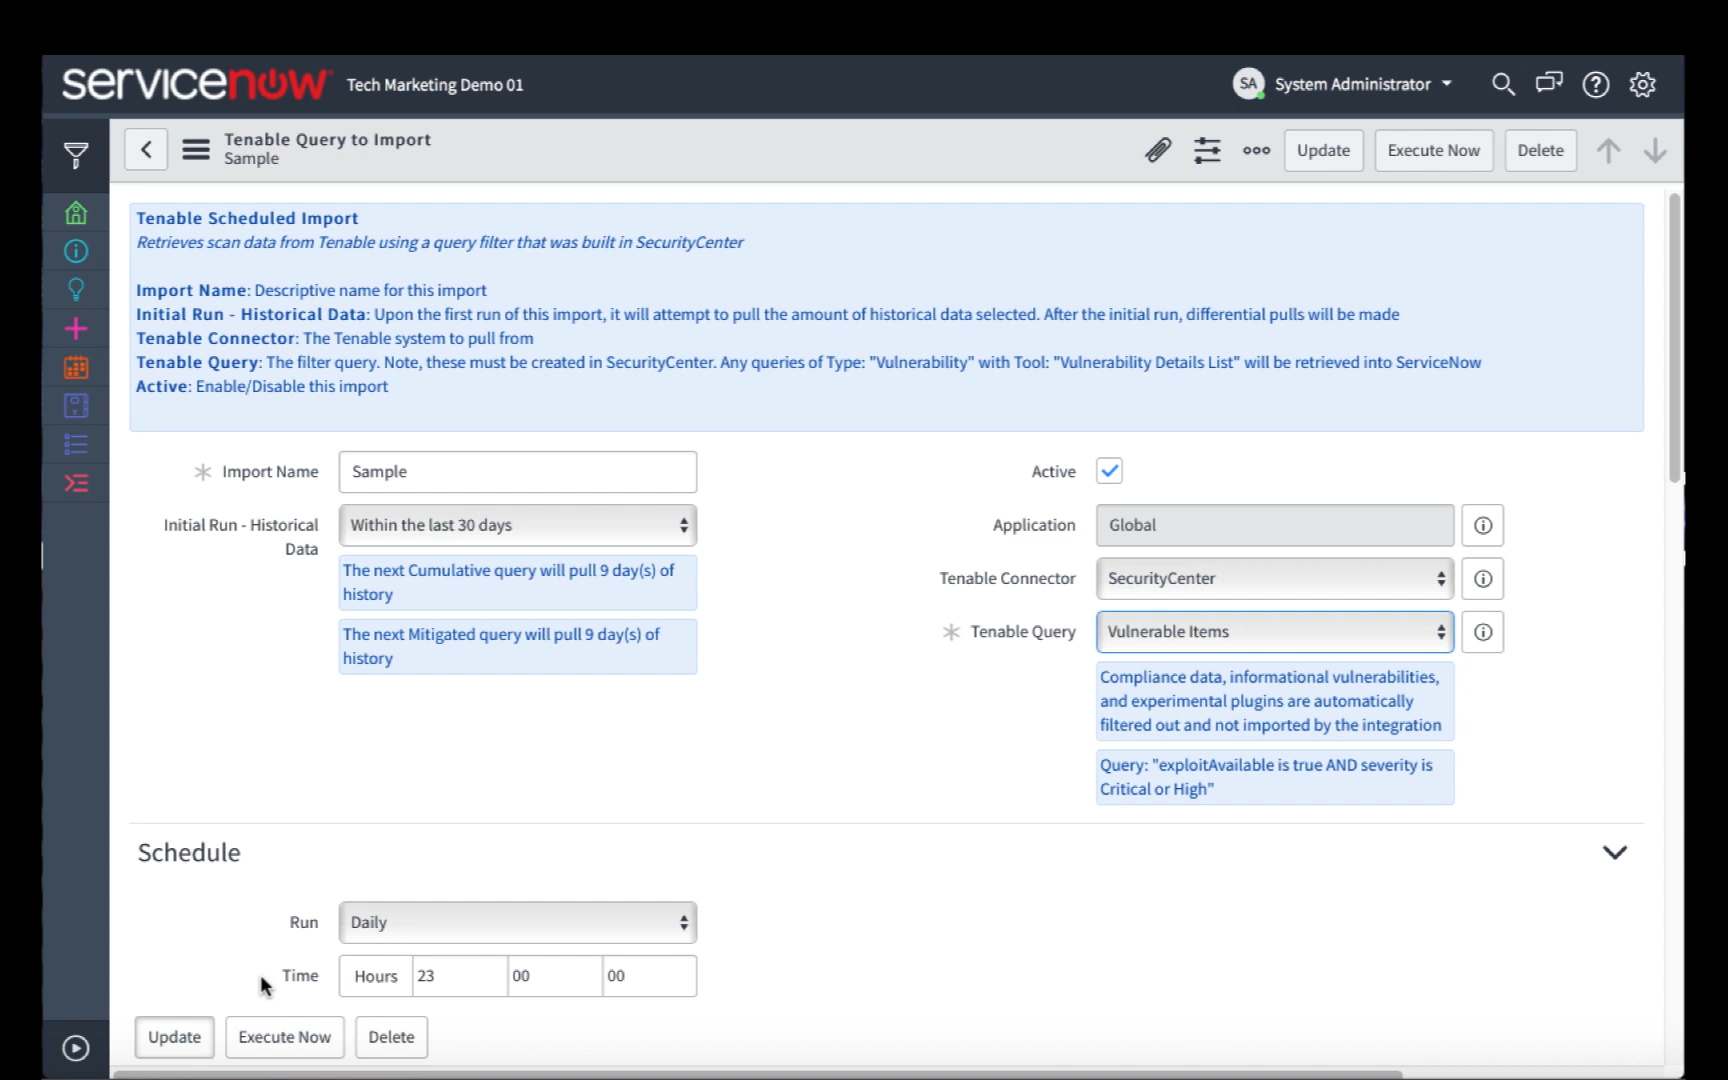 servicenow Tech Marketing Demo 01
SA System Administrator
Tenable Query to Import
Sample
Update Execute Now Delete
Tenable Scheduled Import
Retrieves scan data from Tenable using a query filter that was built in SecurityCenter
Import Name: Descriptive name for this import
Initial Run - Historical Data: Upon the first run of this import, it will attempt to pull the amount of historical data selected. After the initial run, differential pulls will be made
Tenable Connector: The Tenable system to pull from
Tenable Query: The filter query. Note, these must be created in SecurityCenter. Any queries of Type: "Vulnerability" with Tool: "Vulnerability Details List" will be retrieved into ServiceNow
Active: Enable/Disable this import
Import Name Sample
Initial Run - Historical
Data
Within the last 30 days
The next Cumulative query will pull 9 day(s) of
history
The next Mitigated query will pull 9 day(s) of
history
Active
Application Global
Tenable Connector SecurityCenter
Tenable Query Vulnerable Items
Compliance data, informational vulnerabilities,
and experimental plugins are automatically
filtered out and not imported by the integration
Query: "exploitAvailable is true AND severity is
Critical or High"
Schedule
Run Daily
Time Hours 23 00 00
Update Execute Now Delete